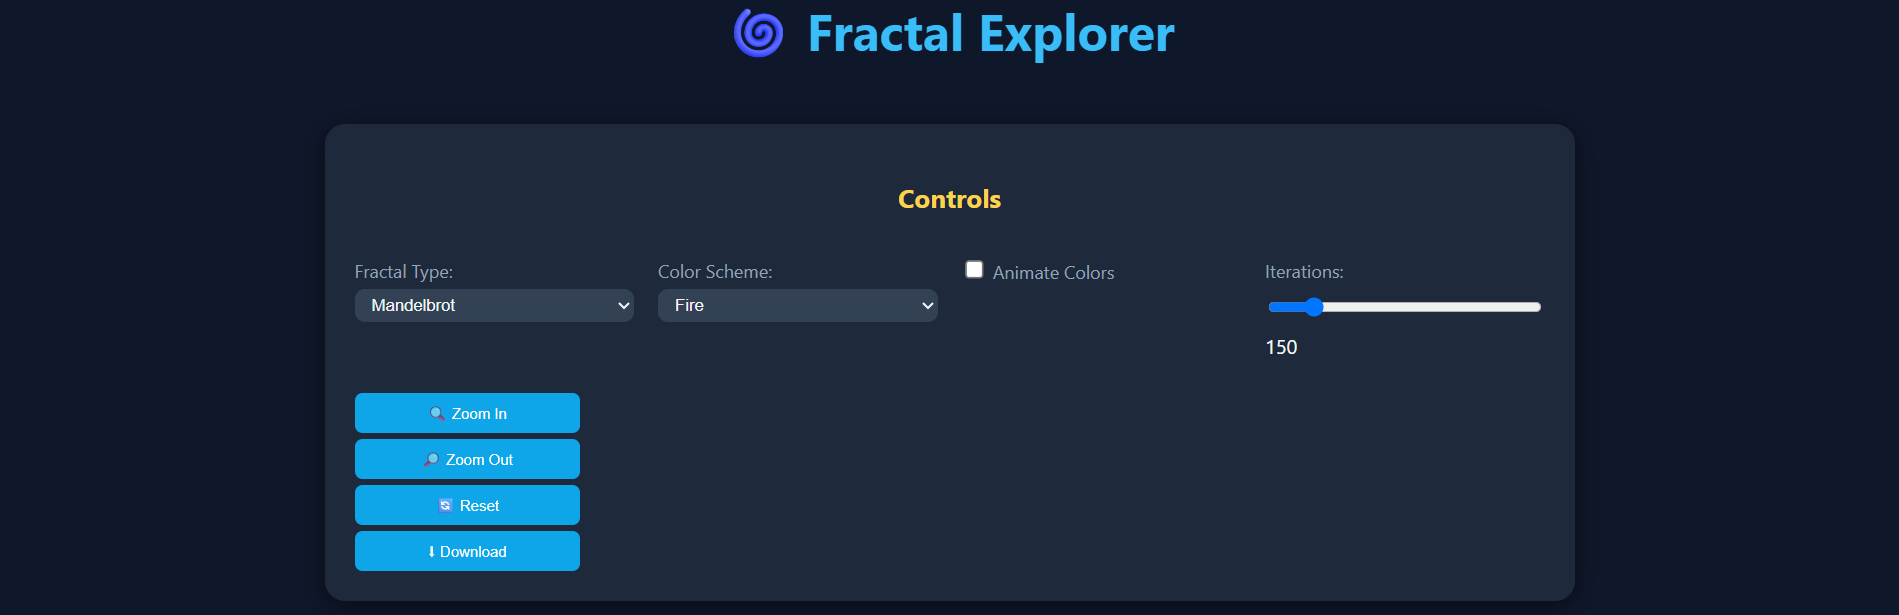 🌀 Fractal Explorer
Controls
Fractal Type:
Mandelbrot
Color Scheme:
Fire
Animate Colors
Iterations:
150
🔍 Zoom In
🔎 Zoom Out
🔄 Reset
⬇ Download